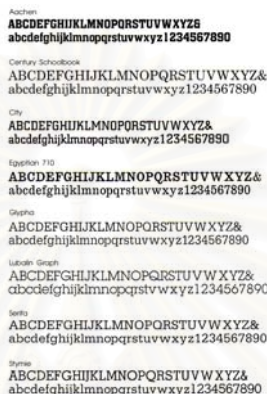 Aachen
ABCDEFGHIJKLMNOPQRSTUVWXYZ&
abcdefghijklmnopqrstuvwxyz1234567890
Century Schoolbook
ABCDEFGHIJKLMNOPQRSTUVWXYZ&
abcdefghijklmnopqrstuvwxyz1234567890
City
ABCDEFGHIJKLMNOPQRSTUVWXYZ&
abcdefghijklmnopqrstuvwxyz1234567890
Egyptian 710
ABCDEFGHIJKLMNOPQRSTUVWXYZ&
abcdefghijklmnopqrstuvwxyz1234567890
Glypha
ABCDEFGHIJKLMNOPQRSTUVWXYZ&
abcdefghijklmnopqrstuvwxyz1234567890
Lubalin Graph
ABCDEFGHIJKLMNOPQRSTUVWXYZ&
abcdefghijklmnopqrstuvwxyz1234567890
Serifa
ABCDEFGHIJKLMNOPQRSTUVWXYZ&
abcdefghijklmnopqrstuvwxyz1234567890
Stymie
ABCDEFGHIJKLMNOPQRSTUVWXYZ&
abcdefghijklmnopqrstuvwxyz1234567890